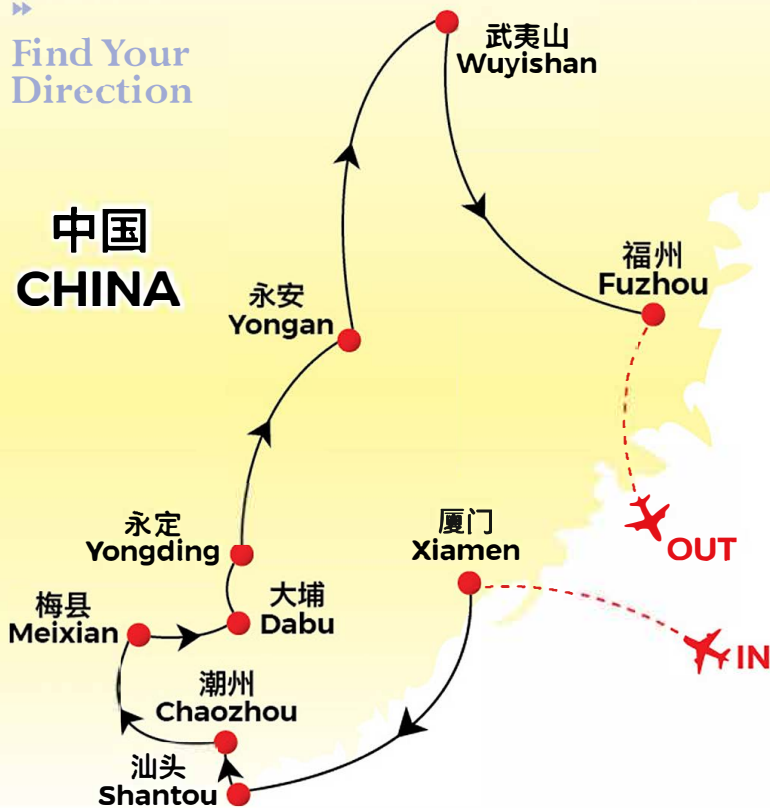 Find Your
Direction
武夷山
Wuyishan
中国
CHINA
福州
Fuzhou
永安
Yongan
永定
Yongding
厦门
Xiamen
OUT
梅县
Meixian
大埔
Dabu
IN
潮州
Chaozhou
汕头
Shantou